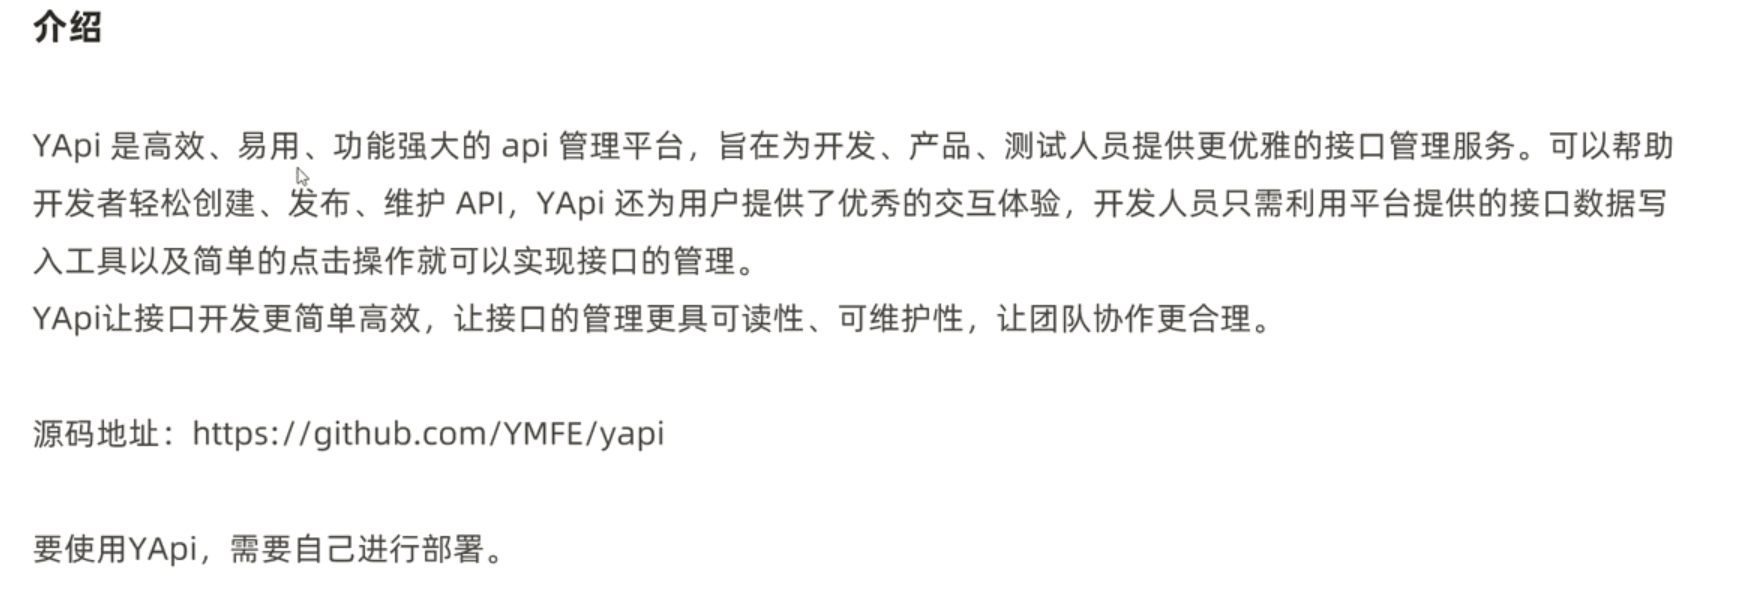 介绍
YApi 是高效、易用、功能强大的 api 管理平台，旨在为开发、产品、测试人员提供更优雅的接口管理服务。可以帮助
开发者轻松创建、发布、维护 API，YApi 还为用户提供了优秀的交互体验，开发人员只需利用平台提供的接口数据写
入工具以及简单的点击操作就可以实现接口的管理。
YApi让接口开发更简单高效，让接口的管理更具可读性、可维护性，让团队协作更合理。
源码地址：https://github.com/YMFE/yapi
要使用YApi，需要自己进行部署。